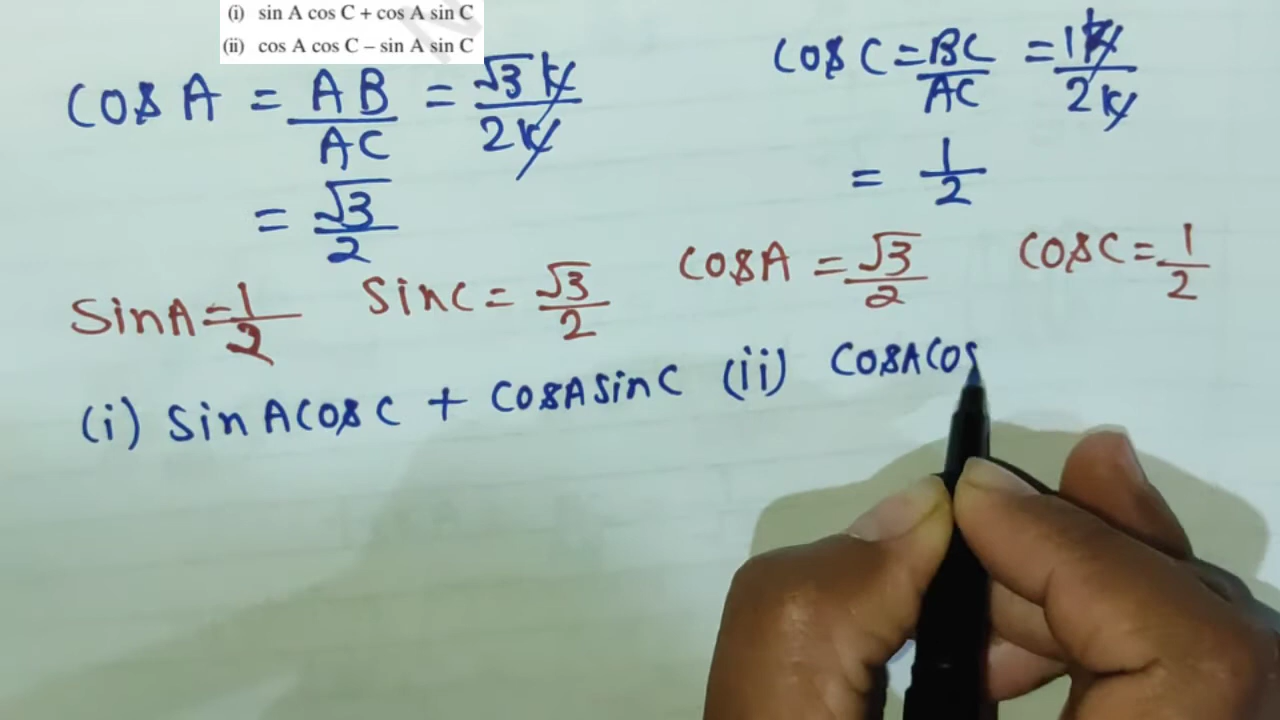 (i) sin A cos C + cos A sin C
(ii) cos A cos C – sin A sin C
cos A = AB/AC = √3k/2k
= √3/2
cos C = BC/AC = 1k/2k
= 1/2
sin A = 1/2 sin C = √3/2 cos A = √3/2 cos C = 1/2
(i) sin A cos C + cos A sin C (ii) cos A cos